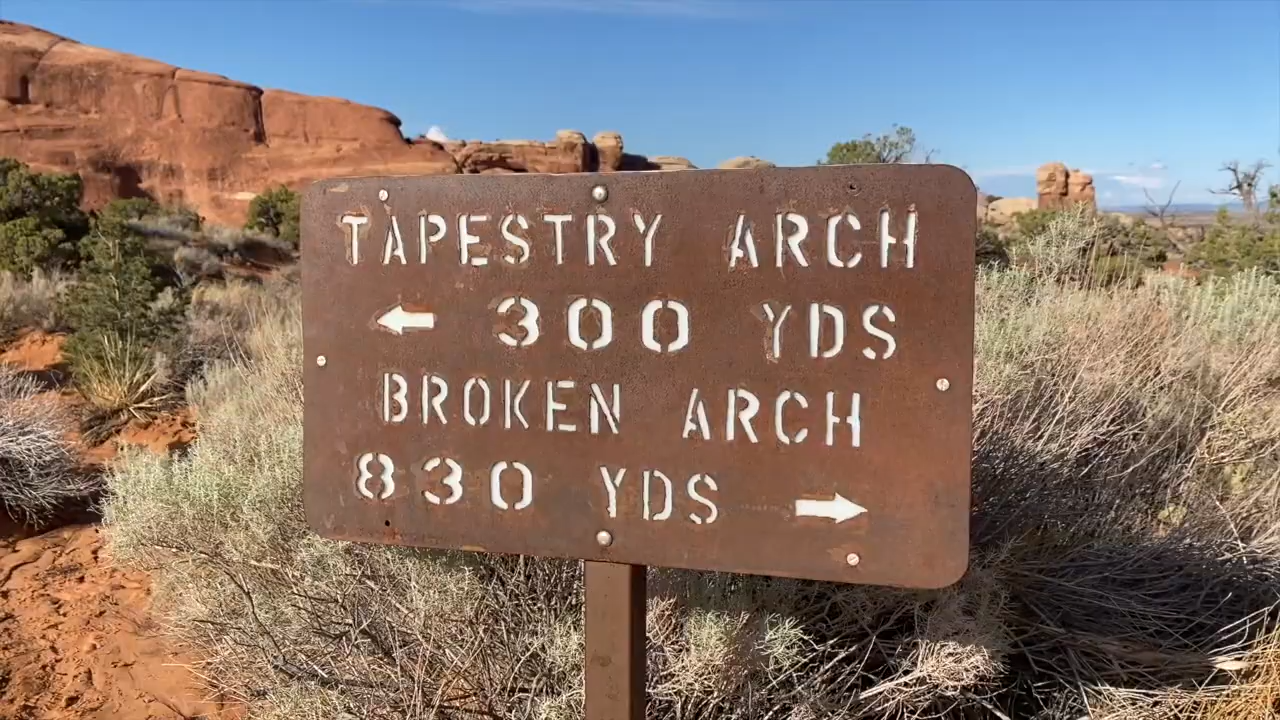 TAPESTRY ARCH
← 300 YDS
BROKEN ARCH
830 YDS →